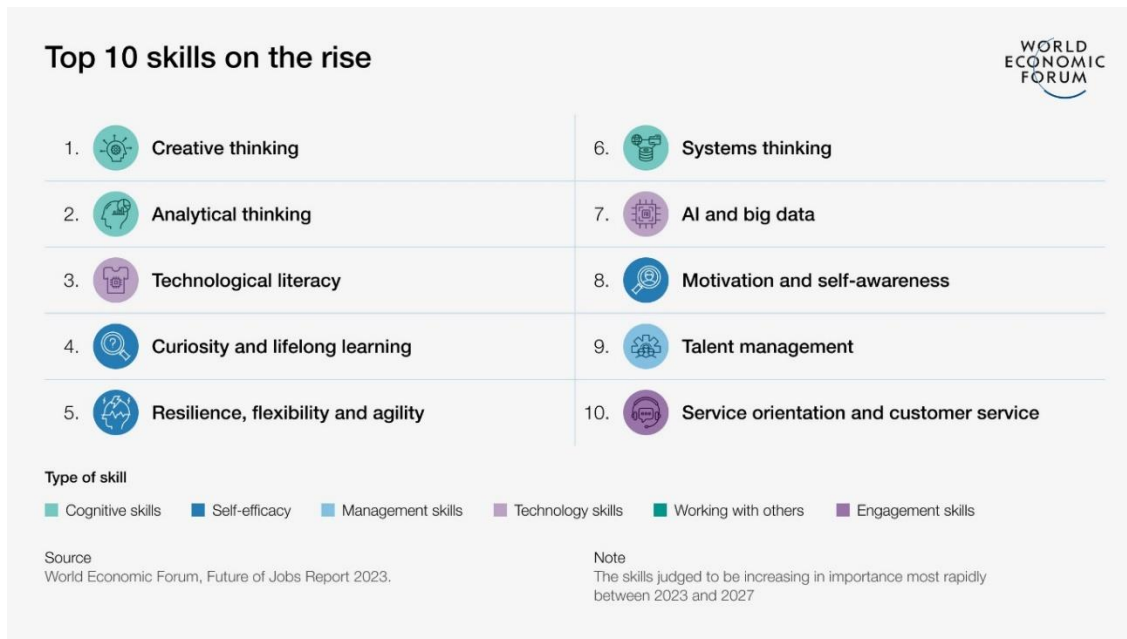 Top 10 skills on the rise
WORLD
ECONOMIC
FORUM
1. Creative thinking
2. Analytical thinking
3. Technological literacy
4. Curiosity and lifelong learning
5. Resilience, flexibility and agility
6. Systems thinking
7. AI and big data
8. Motivation and self-awareness
9. Talent management
10. Service orientation and customer service
Type of skill
Cognitive skills Self-efficacy Management skills Technology skills Working with others Engagement skills
Source
World Economic Forum, Future of Jobs Report 2023.
Note
The skills judged to be increasing in importance most rapidly
between 2023 and 2027